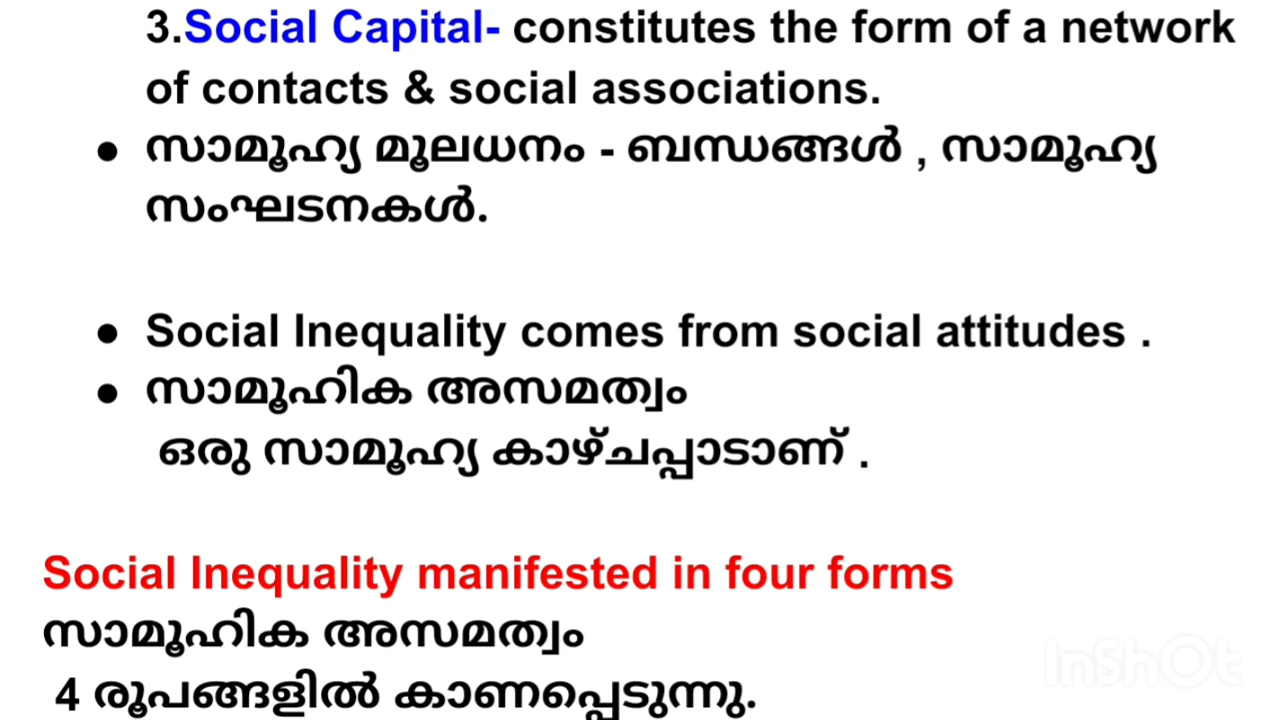 3.Social Capital- constitutes the form of a network
of contacts & social associations.
● സാമൂഹ്യ മൂലധനം - ബന്ധങ്ങൾ , സാമൂഹ്യ
സംഘടനകൾ.
● Social Inequality comes from social attitudes .
● സാമൂഹിക അസമത്വം
ഒരു സാമൂഹ്യ കാഴ്ചപ്പാടാണ് .
Social Inequality manifested in four forms
സാമൂഹിക അസമത്വം
4 രൂപങ്ങളിൽ കാണപ്പെടുന്നു.
InShOt